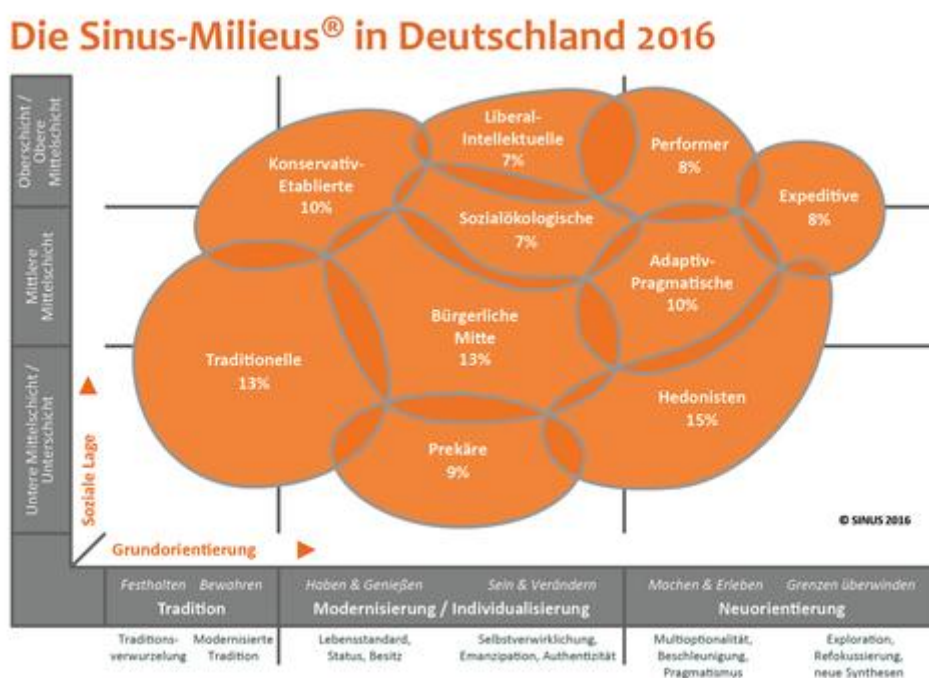 Die Sinus-Milieus® in Deutschland 2016
Oberschicht /
Obere
Mittelschicht
Mittlere
Mittelschicht
Untere Mittelschicht /
Unterschicht
Soziale Lage
Konservativ-
Etablierte
10%
Liberal-
Intellektuelle
7%
Performer
8%
Expeditive
8%
Sozialökologische
7%
Adaptiv-
Pragmatische
10%
Traditionelle
13%
Bürgerliche
Mitte
13%
Hedonisten
15%
Prekäre
9%
© SINUS 2016
Grundorientierung
Festhalten Bewahren
Tradition
Haben & Genießen Sein & Verändern
Modernisierung / Individualisierung
Machen & Erleben Grenzen überwinden
Neuorientierung
Traditions-
verwurzelung
Modernisierte
Tradition
Lebensstandard,
Status, Besitz
Selbstverwirklichung,
Emanzipation, Authentizität
Multioptionalität,
Beschleunigung,
Pragmatismus
Exploration,
Refokussierung,
neue Synthesen